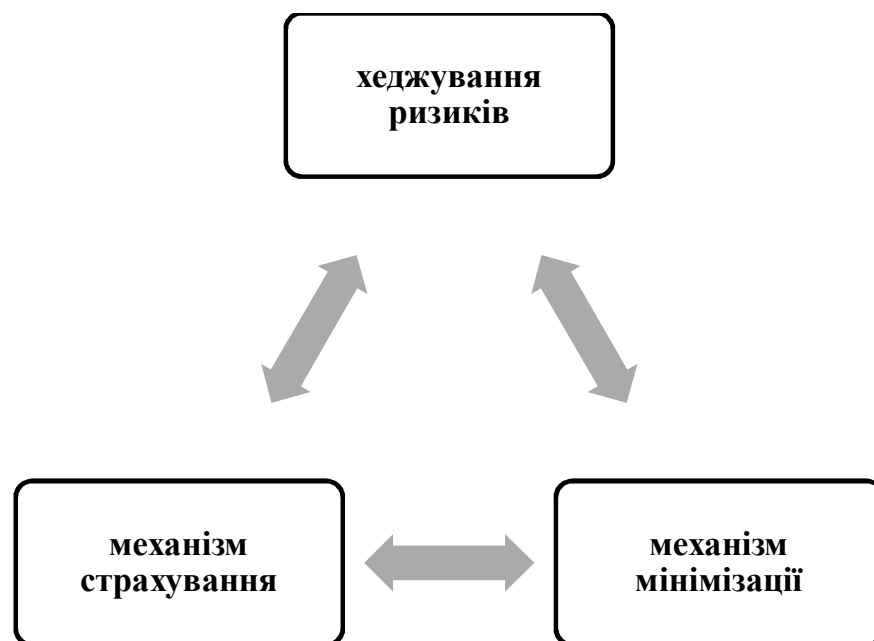 хеджування
ризиків
механізм
страхування
механізм
мінімізації